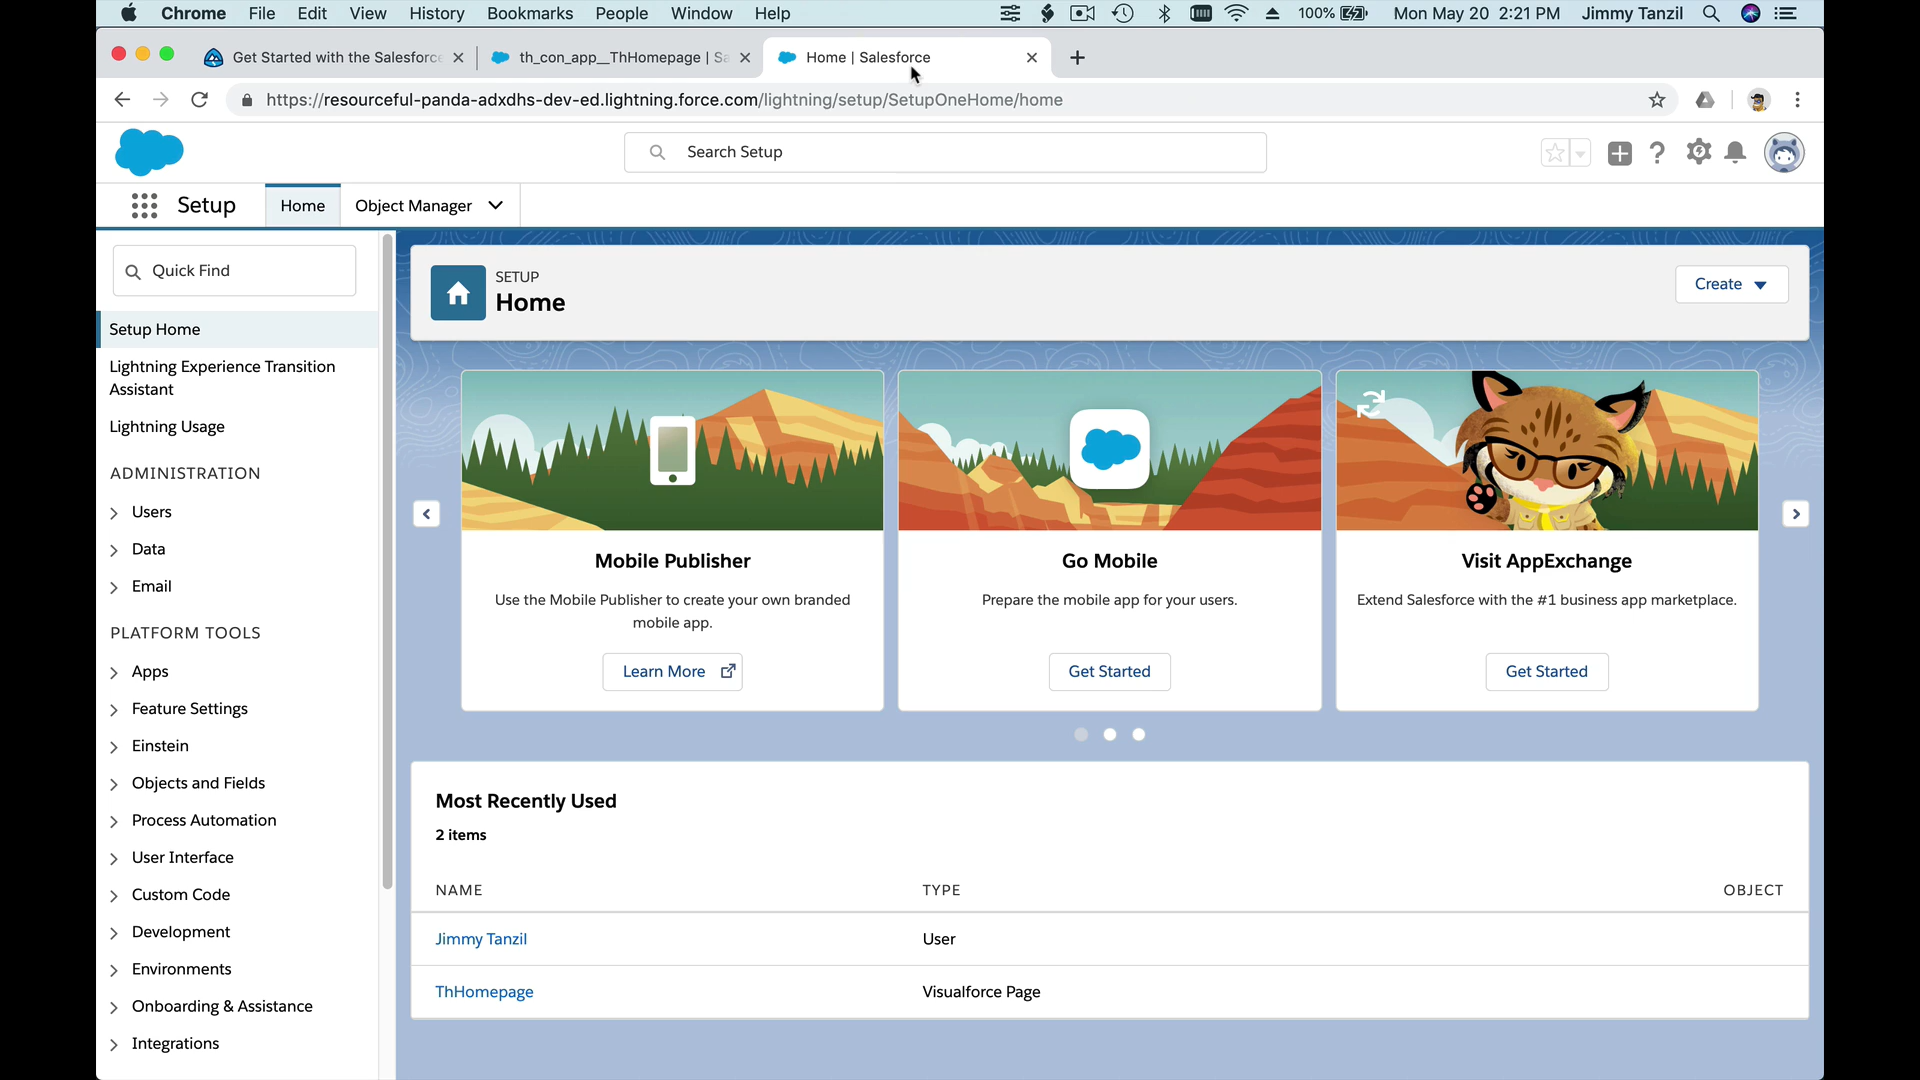 Chrome File Edit View History Bookmarks People Window Help 100% Mon May 20 2:21 PM Jimmy Tanzil
Get Started with the Salesforc th_con_app__ThHomepage | Sa Home | Salesforce
https://resourceful-panda-adxdhs-dev-ed.lightning.force.com/lightning/setup/SetupOneHome/home
Search Setup
Setup Home Object Manager
Quick Find
Setup Home
Lightning Experience Transition
Assistant
Lightning Usage
ADMINISTRATION
Users
Data
Email
PLATFORM TOOLS
Apps
Feature Settings
Einstein
Objects and Fields
Process Automation
User Interface
Custom Code
Development
Environments
Onboarding & Assistance
Integrations
SETUP
Home
Create
Mobile Publisher
Use the Mobile Publisher to create your own branded
mobile app.
Learn More
Go Mobile
Prepare the mobile app for your users.
Get Started
Visit AppExchange
Extend Salesforce with the #1 business app marketplace.
Get Started
Most Recently Used
2 items
NAME TYPE OBJECT
Jimmy Tanzil User
ThHomepage Visualforce Page